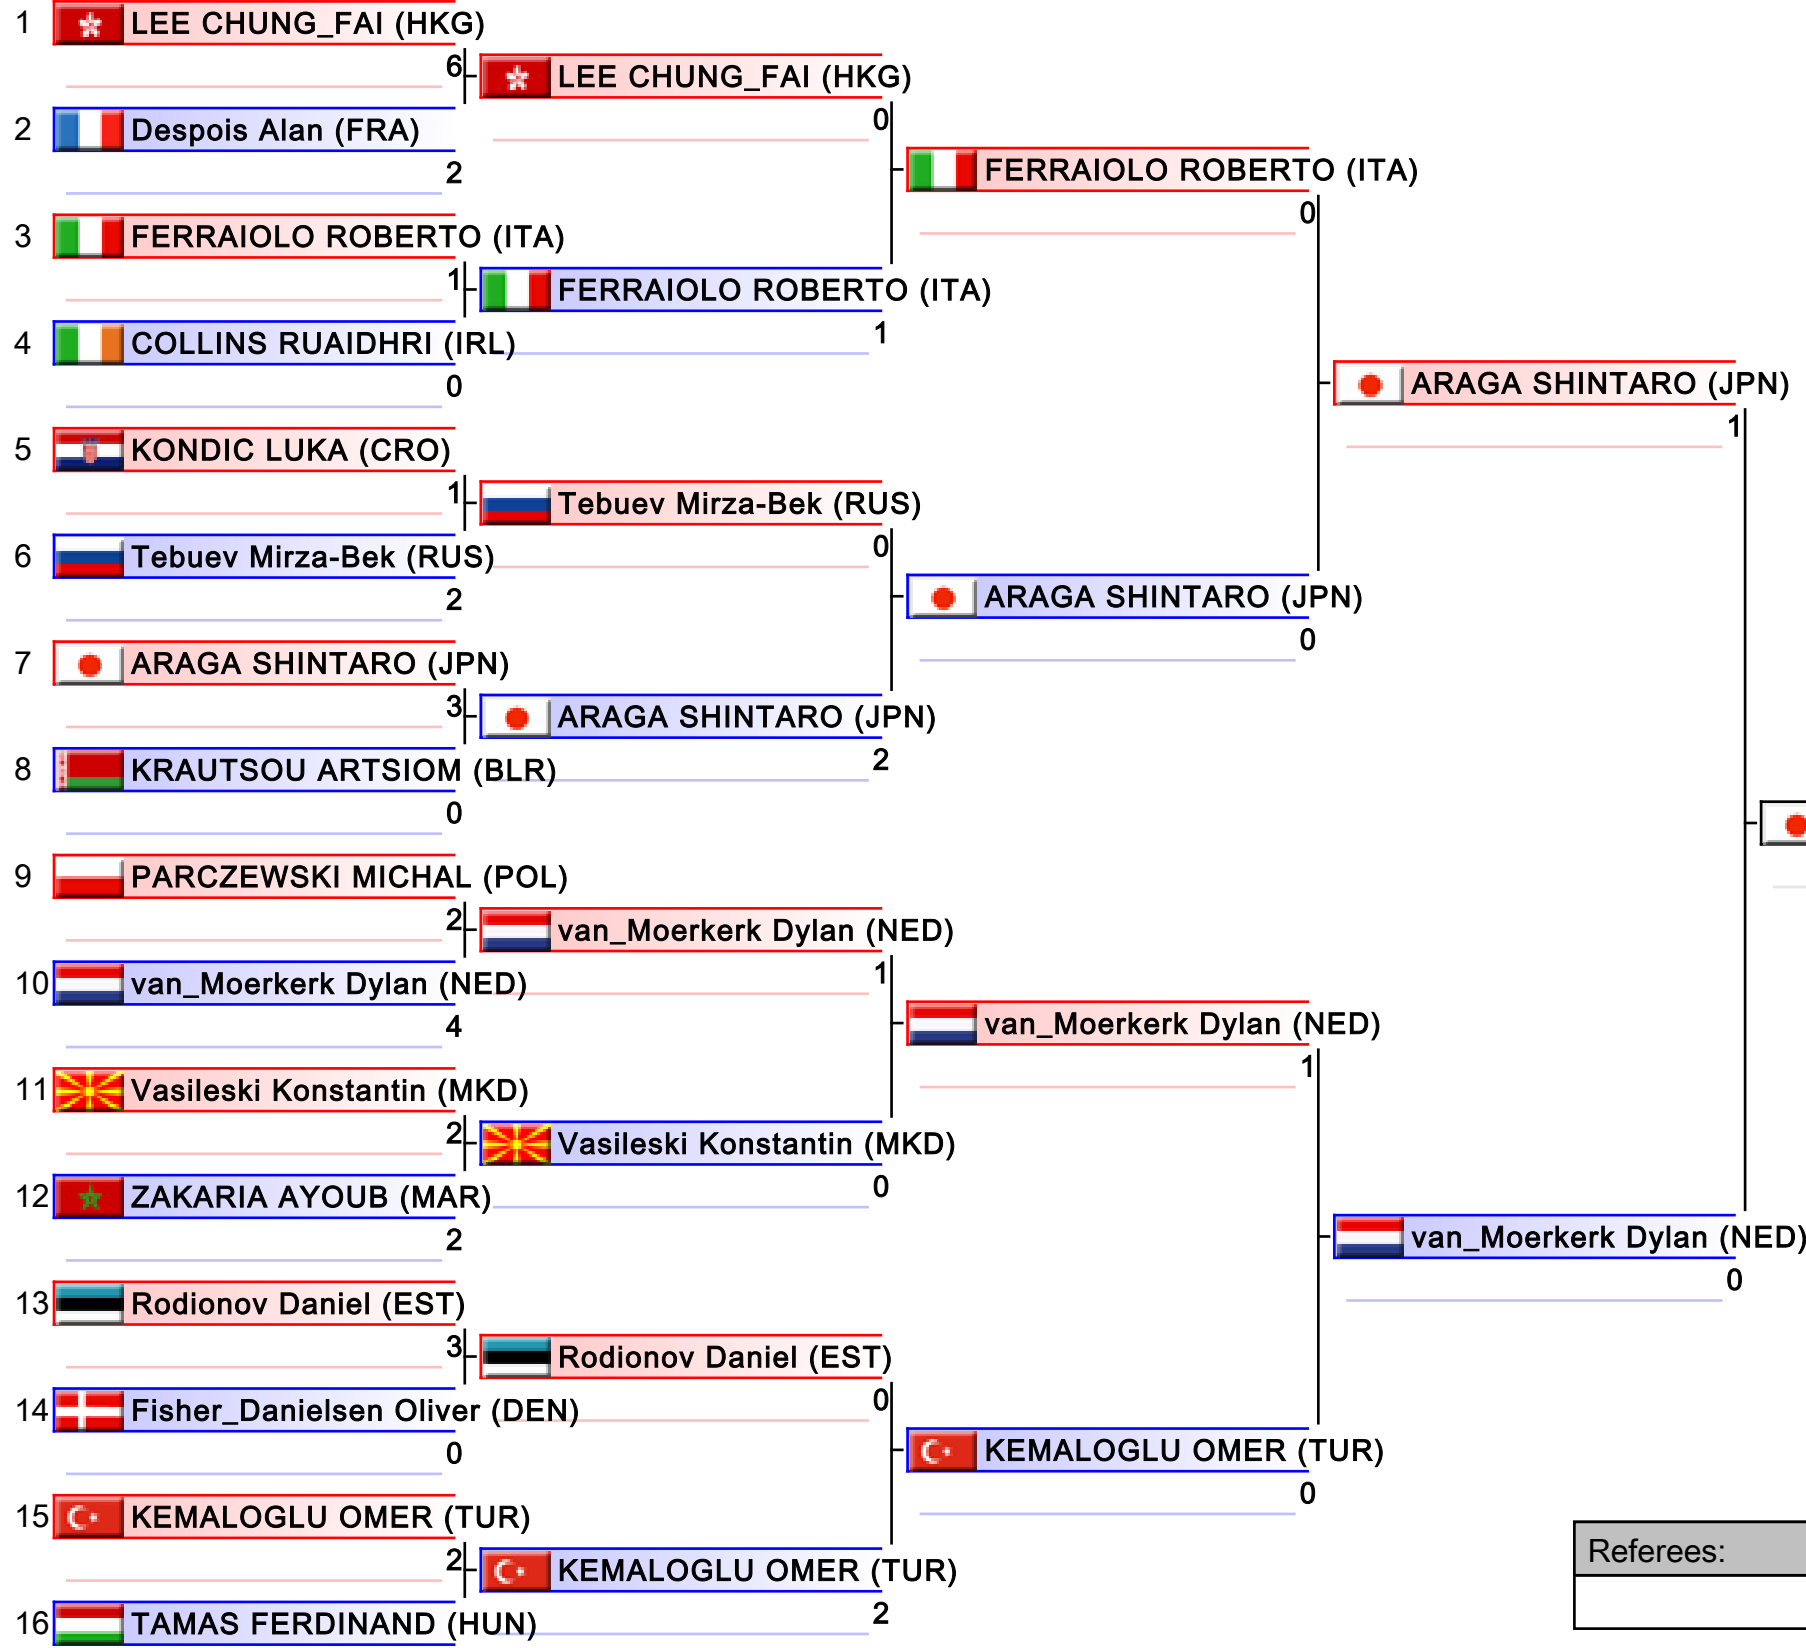 1 LEE CHUNG_FAI (HKG)
6
LEE CHUNG_FAI (HKG)
0
2 Despois Alan (FRA)
2
FERRAIOLO ROBERTO (ITA)
0
3 FERRAIOLO ROBERTO (ITA)
1
FERRAIOLO ROBERTO (ITA)
1
4 COLLINS RUAIDHRI (IRL)
0
ARAGA SHINTARO (JPN)
1
5 KONDIC LUKA (CRO)
1
Tebuev Mirza-Bek (RUS)
0
6 Tebuev Mirza-Bek (RUS)
2
ARAGA SHINTARO (JPN)
0
7 ARAGA SHINTARO (JPN)
3
ARAGA SHINTARO (JPN)
2
8 KRAUTSOU ARTSIOM (BLR)
0
9 PARCZEWSKI MICHAL (POL)
2
van_Moerkerk Dylan (NED)
1
10 van_Moerkerk Dylan (NED)
4
van_Moerkerk Dylan (NED)
1
11 Vasileski Konstantin (MKD)
2
Vasileski Konstantin (MKD)
0
12 ZAKARIA AYOUB (MAR)
2
van_Moerkerk Dylan (NED)
0
13 Rodionov Daniel (EST)
3
Rodionov Daniel (EST)
0
14 Fisher_Danielsen Oliver (DEN)
0
KEMALOGLU OMER (TUR)
0
15 KEMALOGLU OMER (TUR)
2
KEMALOGLU OMER (TUR)
2
16 TAMAS FERDINAND (HUN)
Referees: